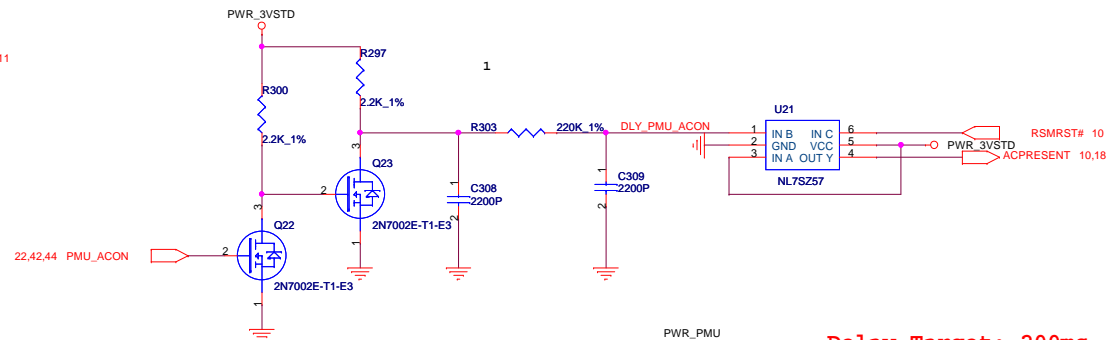 PWR_3VSTD
11
R297
1
R300
2.2K_1%
U21
2.2K_1%
R303
220K_1%
DLY_PMU_ACON
1 IN B IN C 6
RSMRST# 10
2 GND VCC 5
PWR_3VSTD
3 IN A OUT Y 4
ACPRESENT 10,18
3
Q23
C309
NL7SZ57
1
2200P
2
C308
1
2200P
2
2
3
2N7002E-T1-E3
1
Q22
22,42,44 PMU_ACON
2
2N7002E-T1-E3
1
PWR_PMU